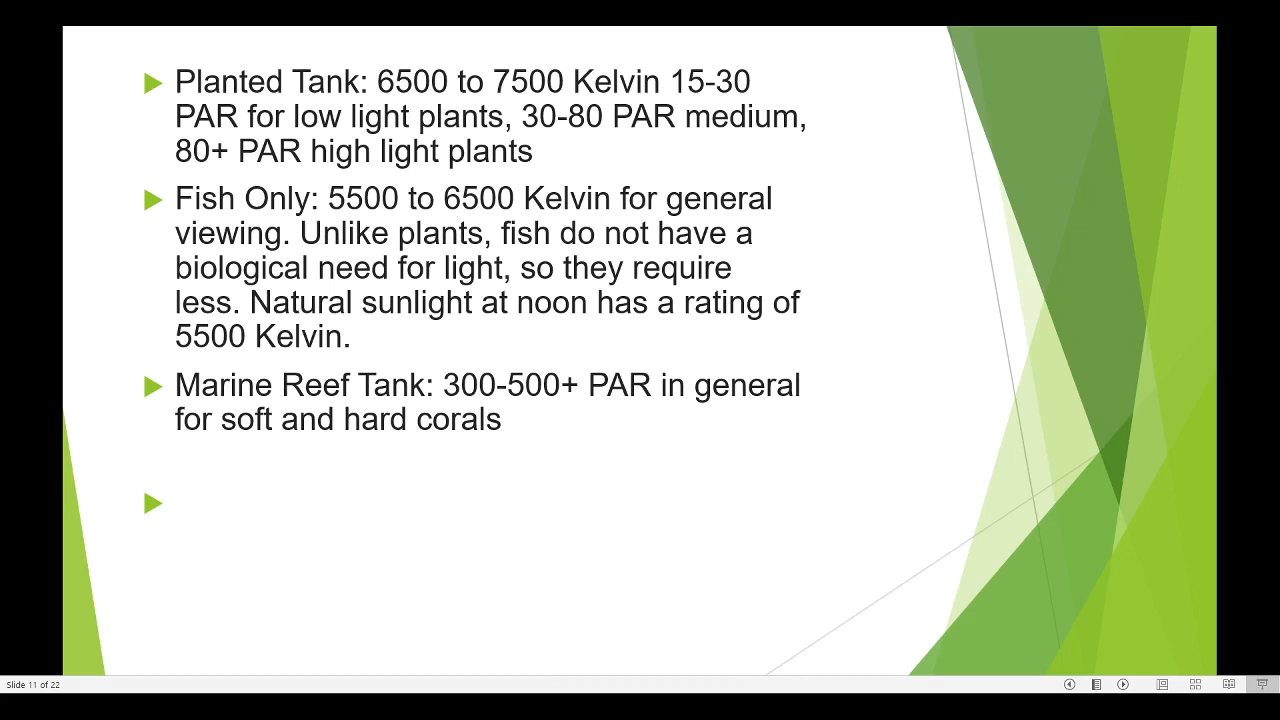 Planted Tank: 6500 to 7500 Kelvin 15-30
PAR for low light plants, 30-80 PAR medium,
80+ PAR high light plants
Fish Only: 5500 to 6500 Kelvin for general
viewing. Unlike plants, fish do not have a
biological need for light, so they require
less. Natural sunlight at noon has a rating of
5500 Kelvin.
Marine Reef Tank: 300-500+ PAR in general
for soft and hard corals
Slide 11 of 22